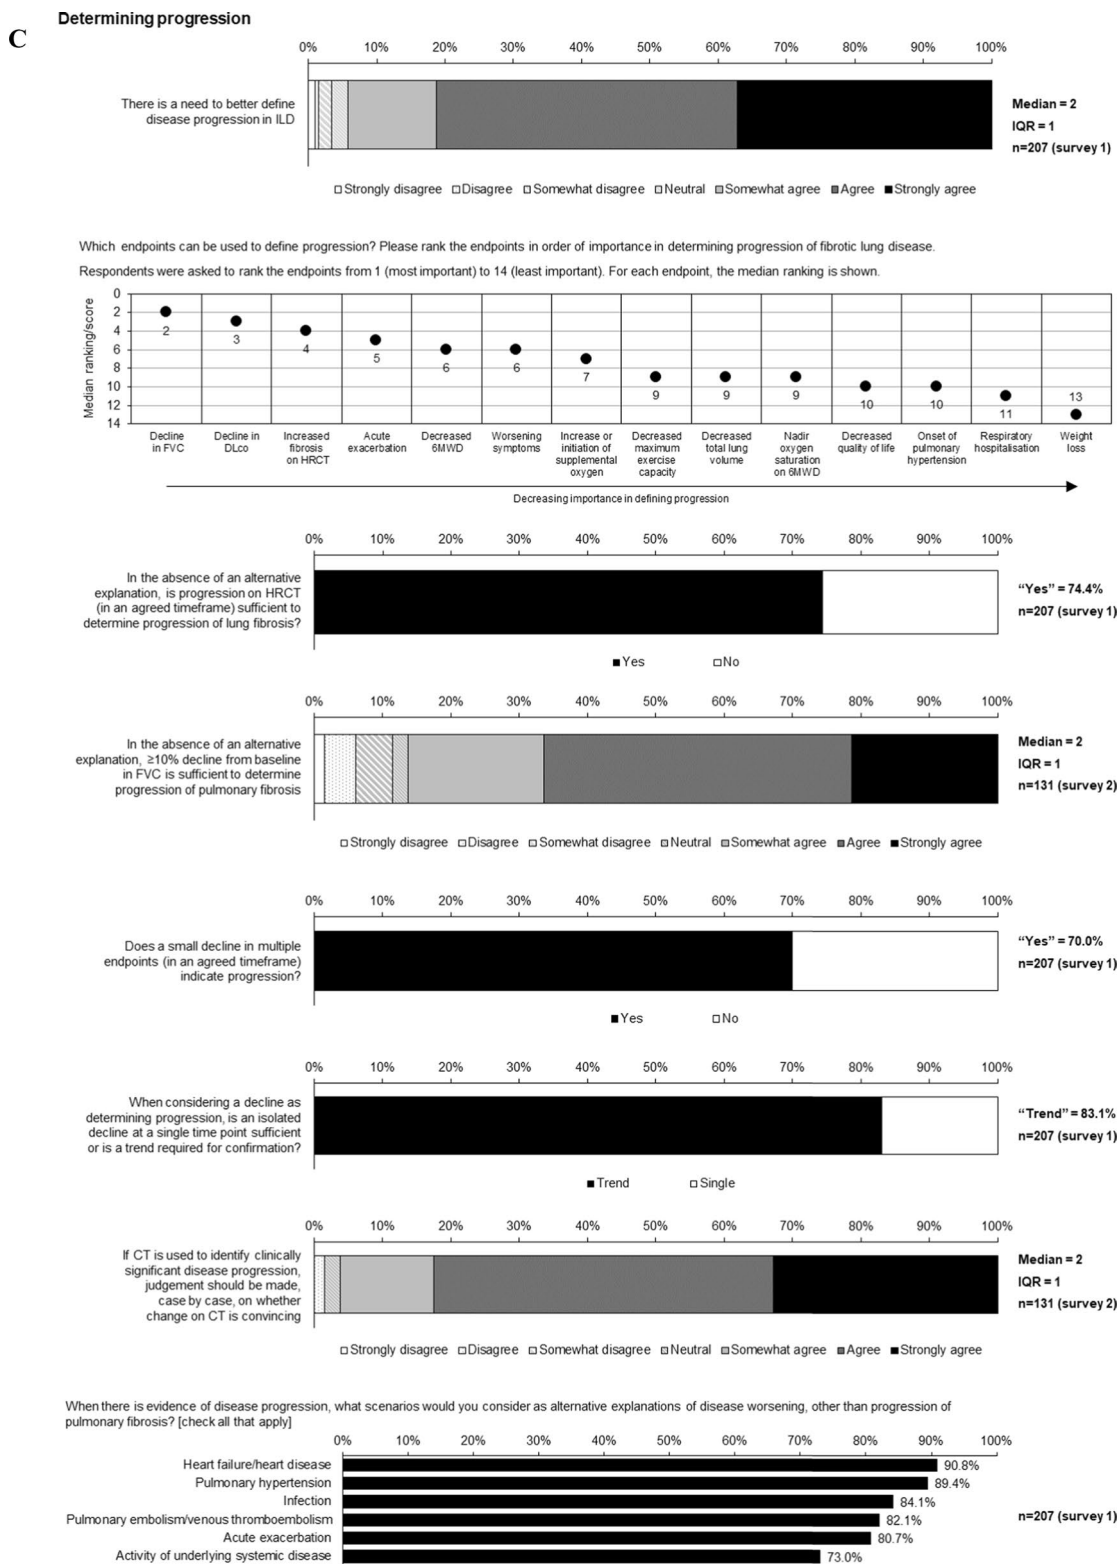 Determining progression
C
0% 10% 20% 30% 40% 50% 60% 70% 80% 90% 100%
There is a need to better define
disease progression in ILD
Median = 2
IQR = 1
n=207 (survey 1)
Strongly disagree Disagree Somewhat disagree Neutral Somewhat agree Agree Strongly agree
Which endpoints can be used to define progression? Please rank the endpoints in order of importance in determining progression of fibrotic lung disease.
Respondents were asked to rank the endpoints from 1 (most important) to 14 (least important). For each endpoint, the median ranking is shown.
Median ranking/score
0
2
4
6
8
10
12
14
2 3 4 5 6 6 7 9 9 9 10 10 11 13
Decline
in FVC
Decline in
DLco
Increased
fibrosis
on HRCT
Acute
exacerbation
Decreased
6MWD
Worsening
symptoms
Increase or
initiation of
supplemental
oxygen
Decreased
maximum
exercise
capacity
Decreased
total lung
volume
Nadir
oxygen
saturation
on 6MWD
Decreased
quality of life
Onset of
pulmonary
hypertension
Respiratory
hospitalisation
Weight
loss
Decreasing importance in defining progression
0% 10% 20% 30% 40% 50% 60% 70% 80% 90% 100%
In the absence of an alternative
explanation, is progression on HRCT
(in an agreed timeframe) sufficient to
determine progression of lung fibrosis?
“Yes” = 74.4%
n=207 (survey 1)
Yes No
0% 10% 20% 30% 40% 50% 60% 70% 80% 90% 100%
In the absence of an alternative
explanation, ≥10% decline from baseline
in FVC is sufficient to determine
progression of pulmonary fibrosis
Median = 2
IQR = 1
n=131 (survey 2)
Strongly disagree Disagree Somewhat disagree Neutral Somewhat agree Agree Strongly agree
0% 10% 20% 30% 40% 50% 60% 70% 80% 90% 100%
Does a small decline in multiple
endpoints (in an agreed timeframe)
indicate progression?
“Yes” = 70.0%
n=207 (survey 1)
Yes No
0% 10% 20% 30% 40% 50% 60% 70% 80% 90% 100%
When considering a decline as
determining progression, is an isolated
decline at a single time point sufficient
or is a trend required for confirmation?
“Trend” = 83.1%
n=207 (survey 1)
Trend Single
0% 10% 20% 30% 40% 50% 60% 70% 80% 90% 100%
If CT is used to identify clinically
significant disease progression,
judgement should be made,
case by case, on whether
change on CT is convincing
Median = 2
IQR = 1
n=131 (survey 2)
Strongly disagree Disagree Somewhat disagree Neutral Somewhat agree Agree Strongly agree
When there is evidence of disease progression, what scenarios would you consider as alternative explanations of disease worsening, other than progression of
pulmonary fibrosis? [check all that apply]
0% 10% 20% 30% 40% 50% 60% 70% 80% 90% 100%
Heart failure/heart disease 90.8%
Pulmonary hypertension 89.4%
Infection 84.1%
Pulmonary embolism/venous thromboembolism 82.1%
n=207 (survey 1)
Acute exacerbation 80.7%
Activity of underlying systemic disease 73.0%